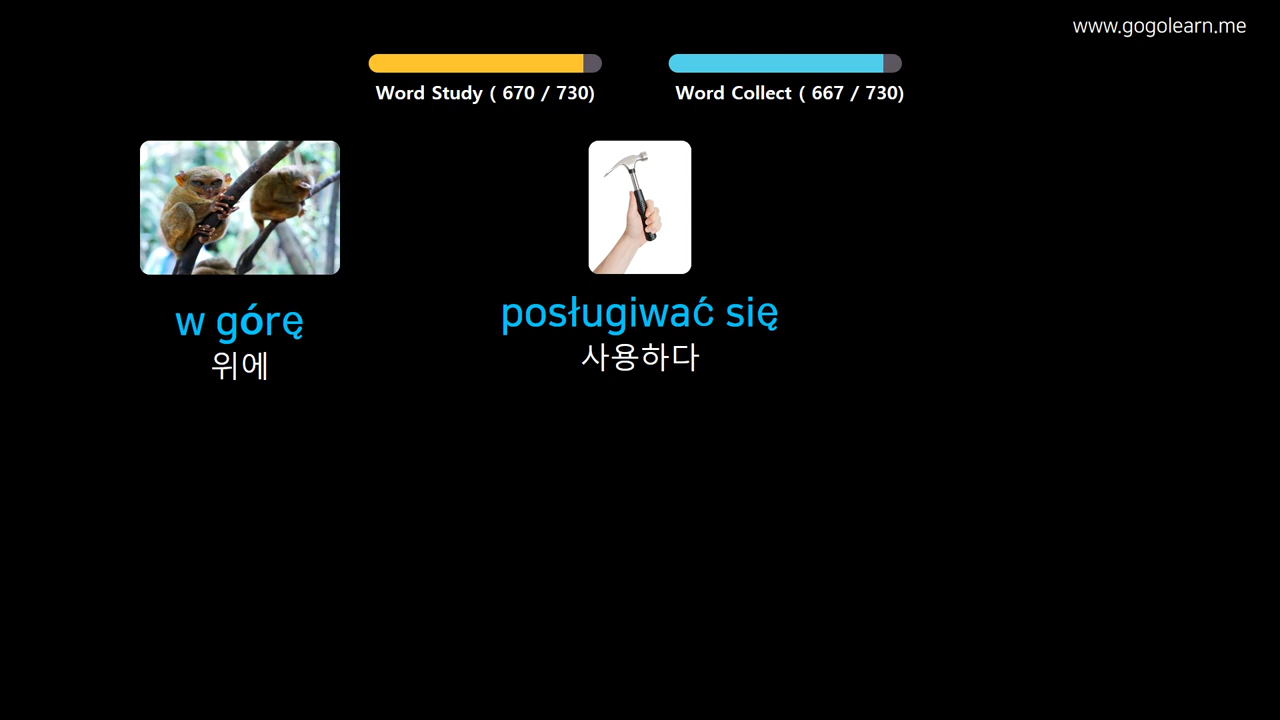 www.gogolearn.me
Word Study ( 670 / 730)
Word Collect ( 667 / 730)
w górę
위에
posługiwać się
사용하다